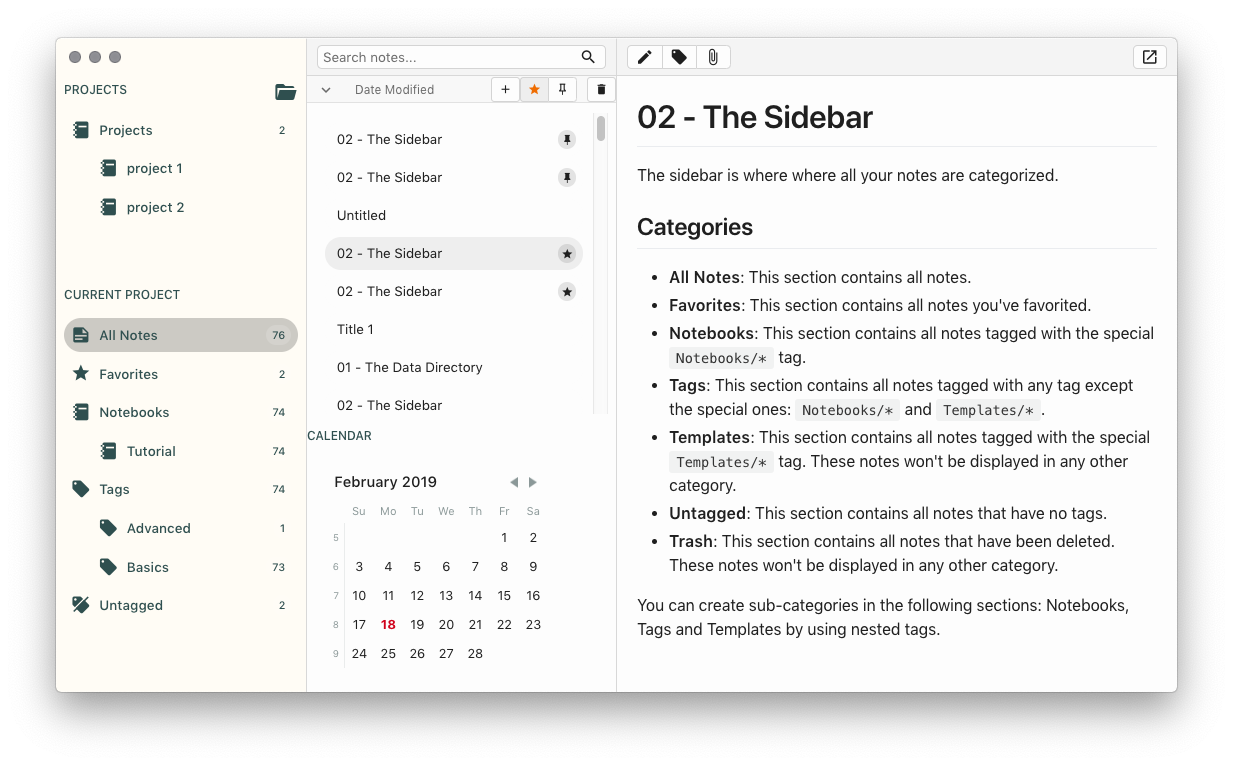 PROJECTS
Projects 2
project 1
project 2
CURRENT PROJECT
All Notes 76
Favorites 2
Notebooks 74
Tutorial 74
Tags 74
Advanced 1
Basics 73
Untagged 2
Search notes...
Date Modified
02 - The Sidebar
02 - The Sidebar
Untitled
02 - The Sidebar
02 - The Sidebar
Title 1
01 - The Data Directory
02 - The Sidebar
CALENDAR
February 2019
Su Mo Tu We Th Fr Sa
5 1 2
6 3 4 5 6 7 8 9
7 10 11 12 13 14 15 16
8 17 18 19 20 21 22 23
9 24 25 26 27 28
02 - The Sidebar
The sidebar is where where all your notes are categorized.
Categories
• All Notes: This section contains all notes.
• Favorites: This section contains all notes you've favorited.
• Notebooks: This section contains all notes tagged with the special
Notebooks/* tag.
• Tags: This section contains all notes tagged with any tag except
the special ones: Notebooks/* and Templates/*.
• Templates: This section contains all notes tagged with the special
Templates/* tag. These notes won't be displayed in any other
category.
• Untagged: This section contains all notes that have no tags.
• Trash: This section contains all notes that have been deleted.
These notes won't be displayed in any other category.
You can create sub-categories in the following sections: Notebooks,
Tags and Templates by using nested tags.